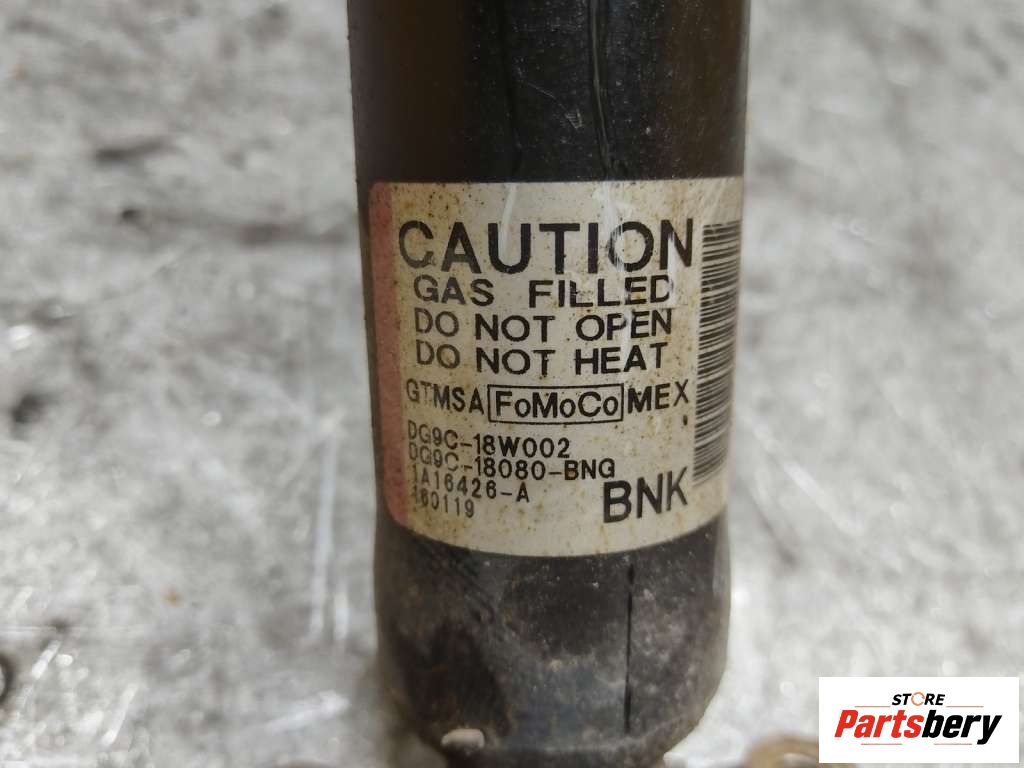 CAUTION
GAS FILLED
DO NOT OPEN
DO NOT HEAT
GTMSA FoMoCo MEX
DG9C-18W002
DG9C-18080-BNG
1A16426-A
160119
BNK
STORE
Partsbery